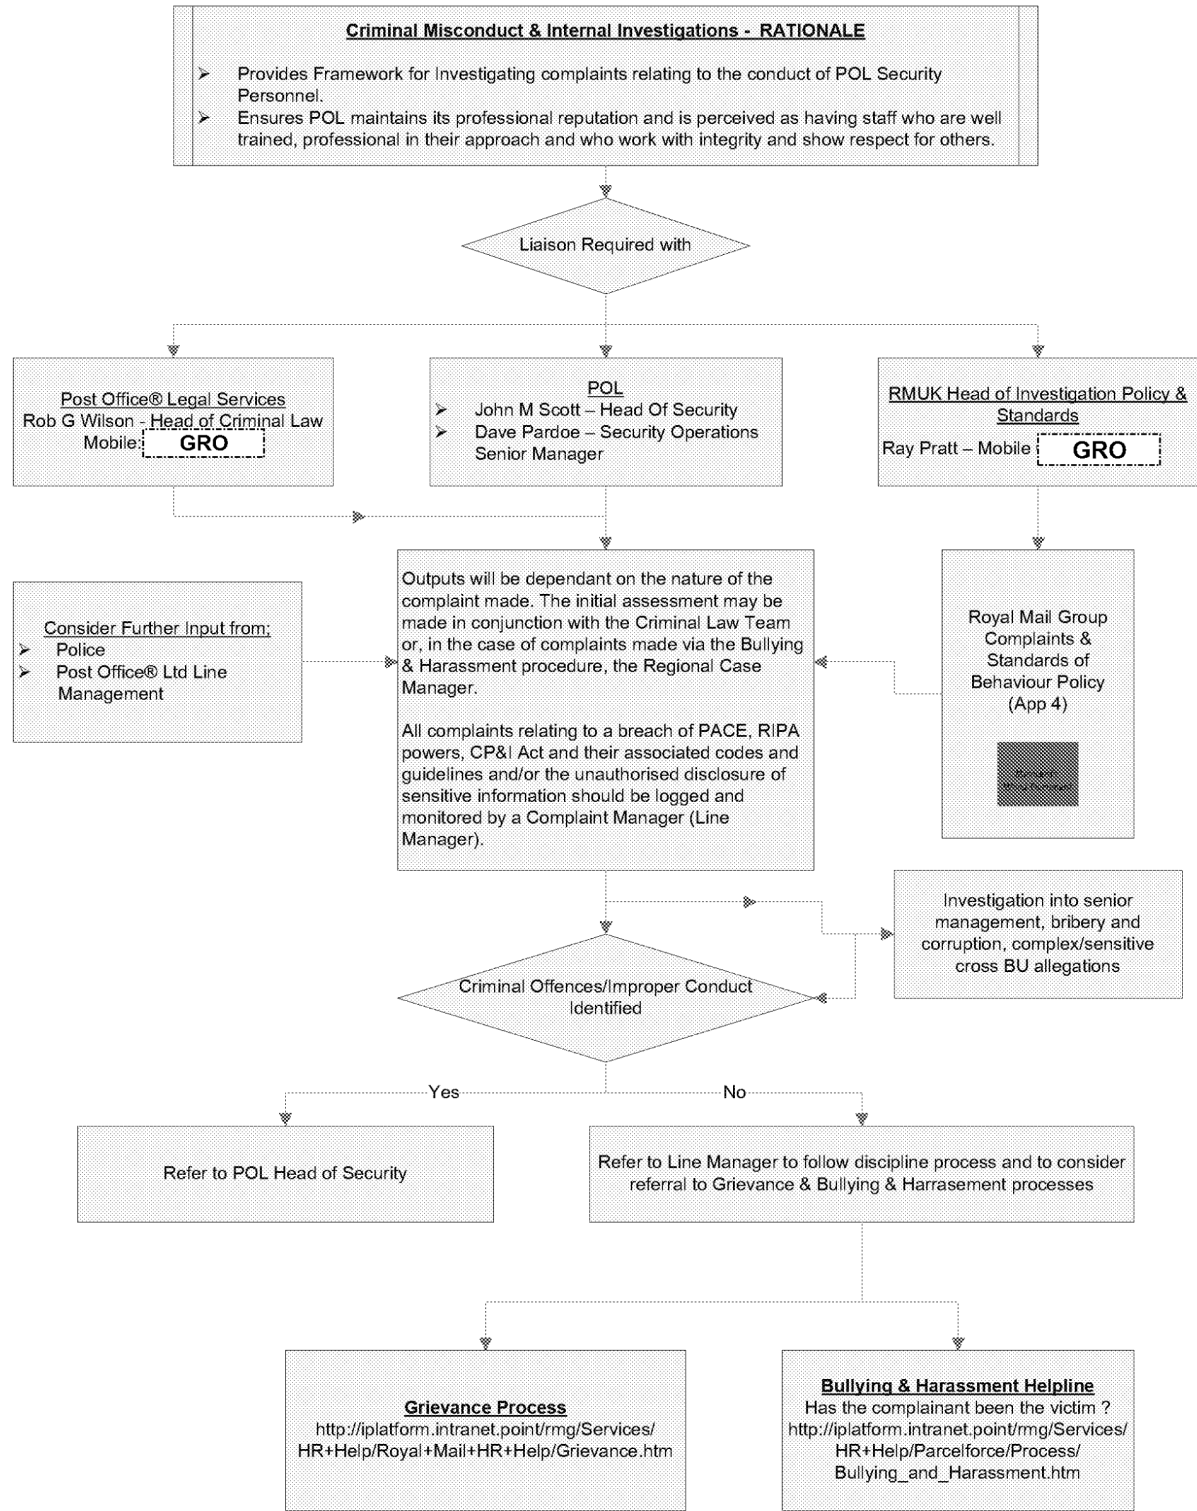 Criminal Misconduct & Internal Investigations - RATIONALE
➢ Provides Framework for Investigating complaints relating to the conduct of POL Security
Personnel.
➢ Ensures POL maintains its professional reputation and is perceived as having staff who are well
trained, professional in their approach and who work with integrity and show respect for others.
Liaison Required with
Post Office® Legal Services
Rob G Wilson - Head of Criminal Law
Mobile: GRO
POL
➢ John M Scott – Head Of Security
➢ Dave Pardoe – Security Operations
Senior Manager
RMUK Head of Investigation Policy &
Standards
Ray Pratt – Mobile GRO
Consider Further Input from;
➢ Police
➢ Post Office® Ltd Line
Management
Outputs will be dependant on the nature of the
complaint made. The initial assessment may be
made in conjunction with the Criminal Law Team
or, in the case of complaints made via the Bullying
& Harassment procedure, the Regional Case
Manager.
All complaints relating to a breach of PACE, RIPA
powers, CP&I Act and their associated codes and
guidelines and/or the unauthorised disclosure of
sensitive information should be logged and
monitored by a Complaint Manager (Line
Manager).
Royal Mail Group
Complaints &
Standards of
Behaviour Policy
(App 4)
Investigation into senior
management, bribery and
corruption, complex/sensitive
cross BU allegations
Criminal Offences/Improper Conduct
Identified
Yes
No
Refer to POL Head of Security
Refer to Line Manager to follow discipline process and to consider
referral to Grievance & Bullying & Harrasement processes
Grievance Process
http://iplatform.intranet.point/rmg/Services/
HR+Help/Royal+Mail+HR+Help/Grievance.htm
Bullying & Harassment Helpline
Has the complainant been the victim ?
http://iplatform.intranet.point/rmg/Services/
HR+Help/Parcelforce/Process/
Bullying_and_Harassment.htm